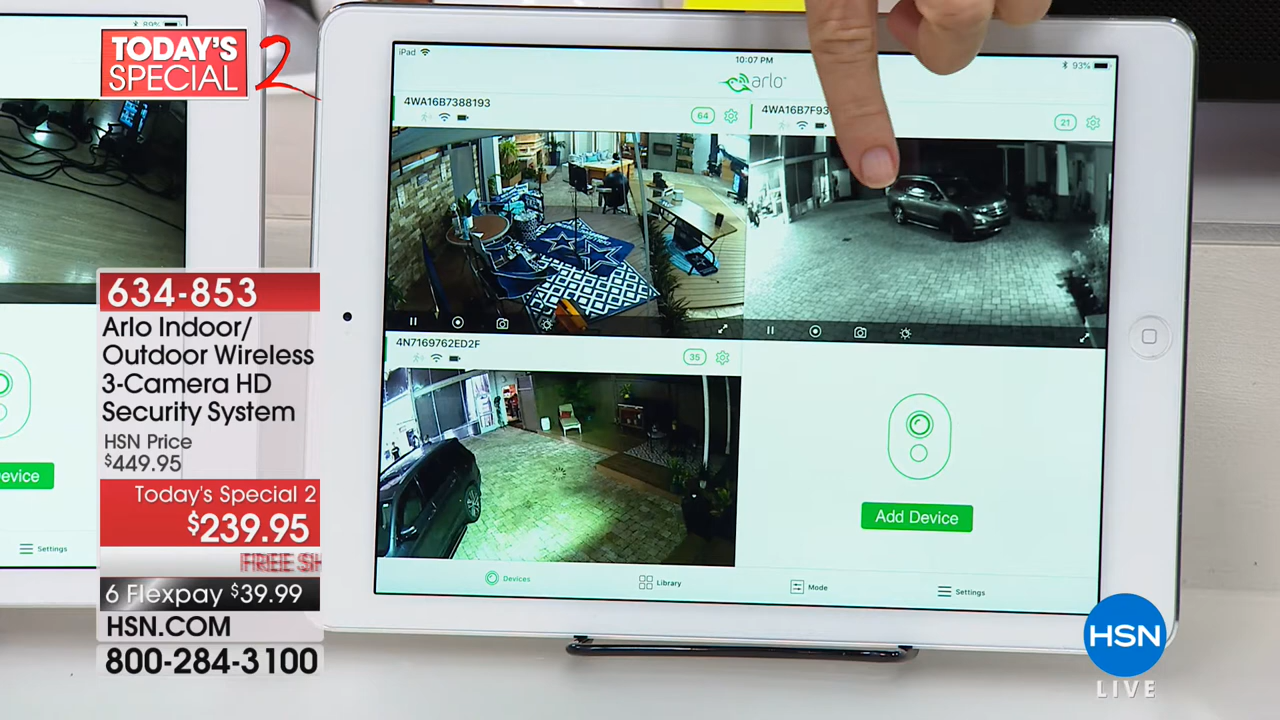 TODAY'S
SPECIAL 2
634-853
Arlo Indoor/
Outdoor Wireless
3-Camera HD
Security System
HSN Price
$449.95
Today's Special 2
$239.95
FREE SH
6 Flexpay $39.99
HSN.COM
800-284-3100
89%
evice
Settings
iPad
10:07 PM
93%
arlo
4WA16B7388193
64
4WA16B7F93
21
4N7169762ED2F
35
Add Device
Devices
Library
Mode
Settings
HSN
LIVE